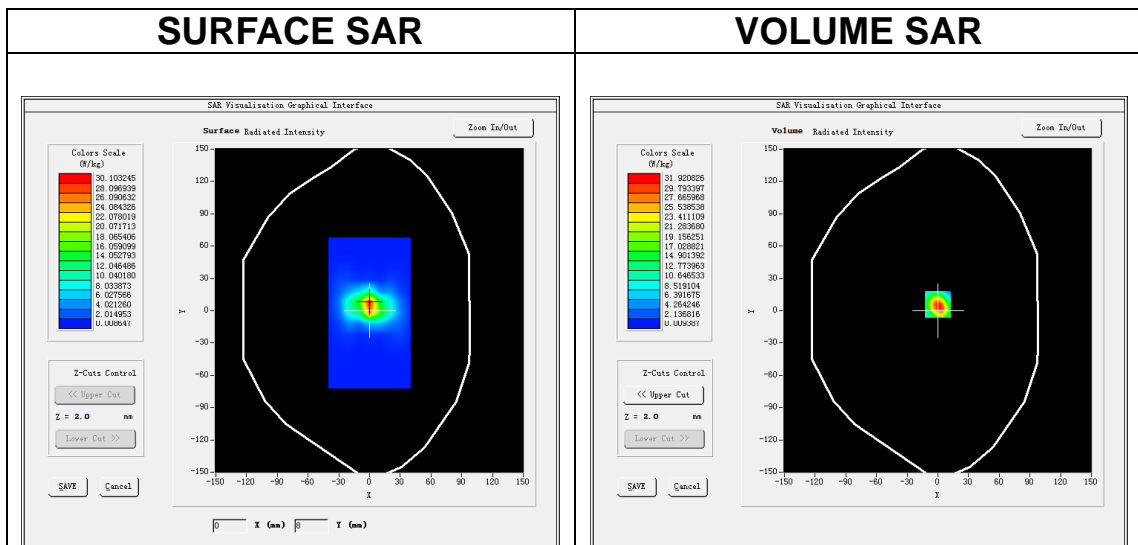 SURFACE SAR
VOLUME SAR
SAR Visualisation Graphical Interface
Surface Radiated Intensity
Zoom In/Out
Colors Scale
(W/kg)
30.103245
28.096939
26.090632
24.084326
22.078019
20.071713
18.065406
16.059099
14.052793
12.046486
10.040180
8.033873
6.027566
4.021260
2.014953
0.008647
Z-Cuts Control
<< Upper Cut
Z = 2.0 mm
Lower Cut >>
SAVE
Cancel
150
120
90
60
30
0
-30
-60
-90
-120
-150
Y
-150 -120 -90 -60 -30 0 30 60 90 120 150
X
0 X (mm) 8 Y (mm)
SAR Visualisation Graphical Interface
Volume Radiated Intensity
Zoom In/Out
Colors Scale
(W/kg)
31.920826
29.793397
27.665968
25.538538
23.411109
21.283680
19.156251
17.028821
14.901392
12.773963
10.646533
8.519104
6.391675
4.264246
2.136816
0.009387
Z-Cuts Control
<< Upper Cut
Z = 2.0 mm
Lower Cut >>
SAVE
Cancel
150
120
90
60
30
0
-30
-60
-90
-120
-150
Y
-150 -120 -90 -60 -30 0 30 60 90 120 150
X